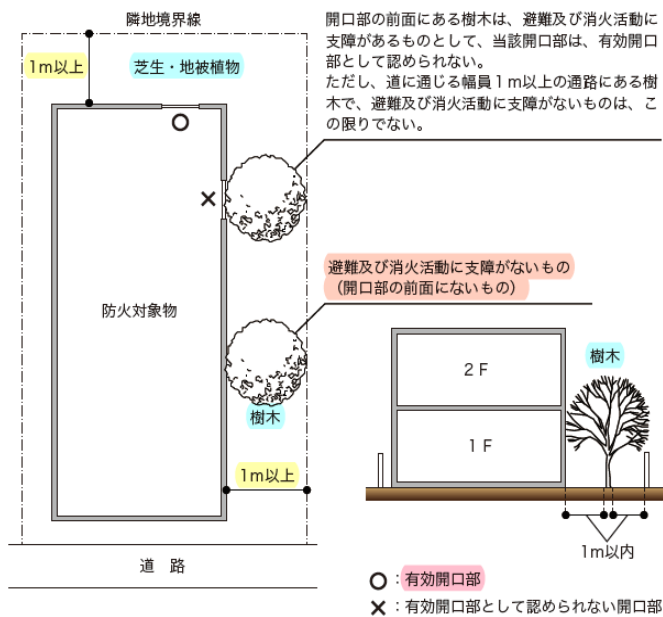 隣地境界線
1m以上
芝生・地被植物
開口部の前面にある樹木は、避難及び消火活動に
支障があるものとして、当該開口部は、有効開口
部として認められない。
ただし、道に通じる幅員1m以上の通路にある樹
木で、避難及び消火活動に支障がないものは、こ
の限りでない。
避難及び消火活動に支障がないもの
（開口部の前面にないもの）
防火対象物
樹木
1m以上
道 路
樹木
2F
1F
1m以内
○：有効開口部
×：有効開口部として認められない開口部